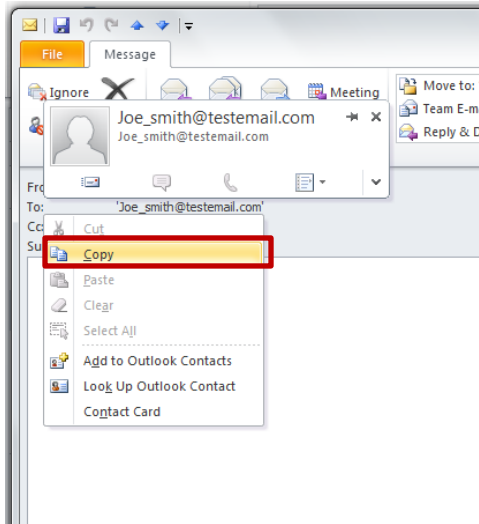 File Message
Ignore Meeting Move to:
Team E-m
Reply & D
Joe_smith@testemail.com
Joe_smith@testemail.com
Fro
To: 'Joe_smith@testemail.com'
Cc
Su
Cut
Copy
Paste
Clear
Select All
Add to Outlook Contacts
Look Up Outlook Contact
Contact Card